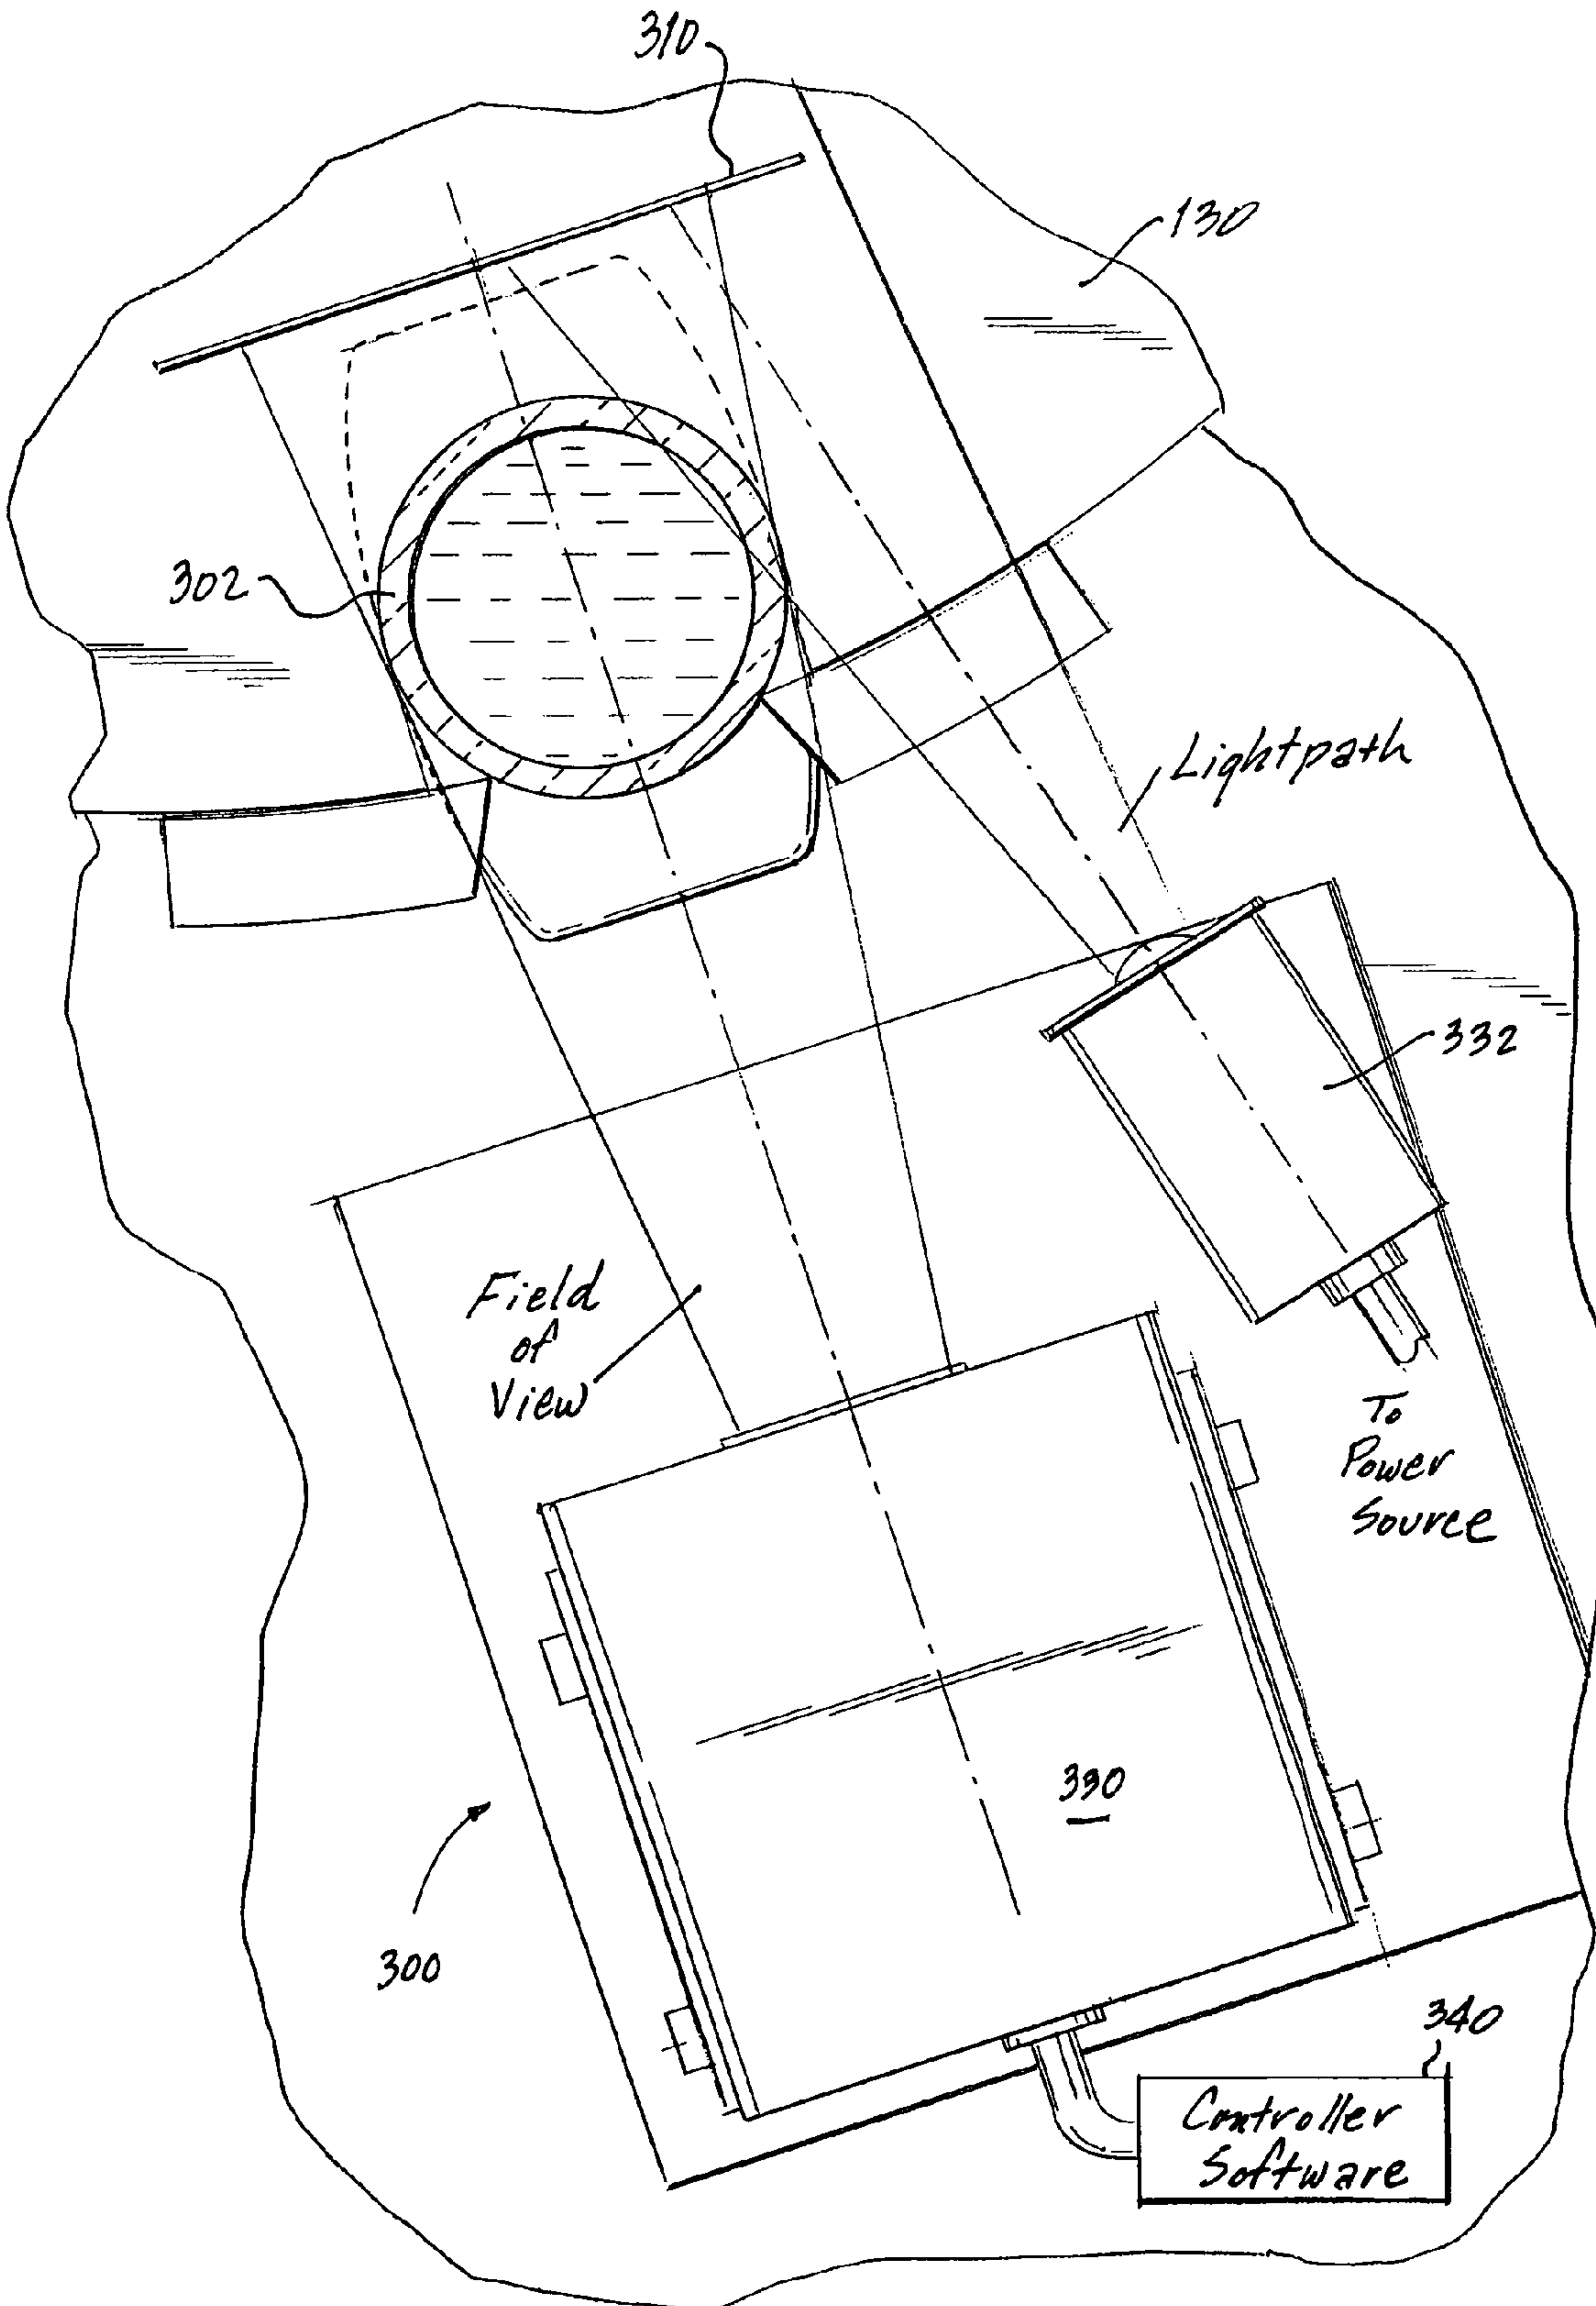 310
130
302
Lightpath
332
Field
of
View
To
Power
Source
330
300
340
Controller
Software